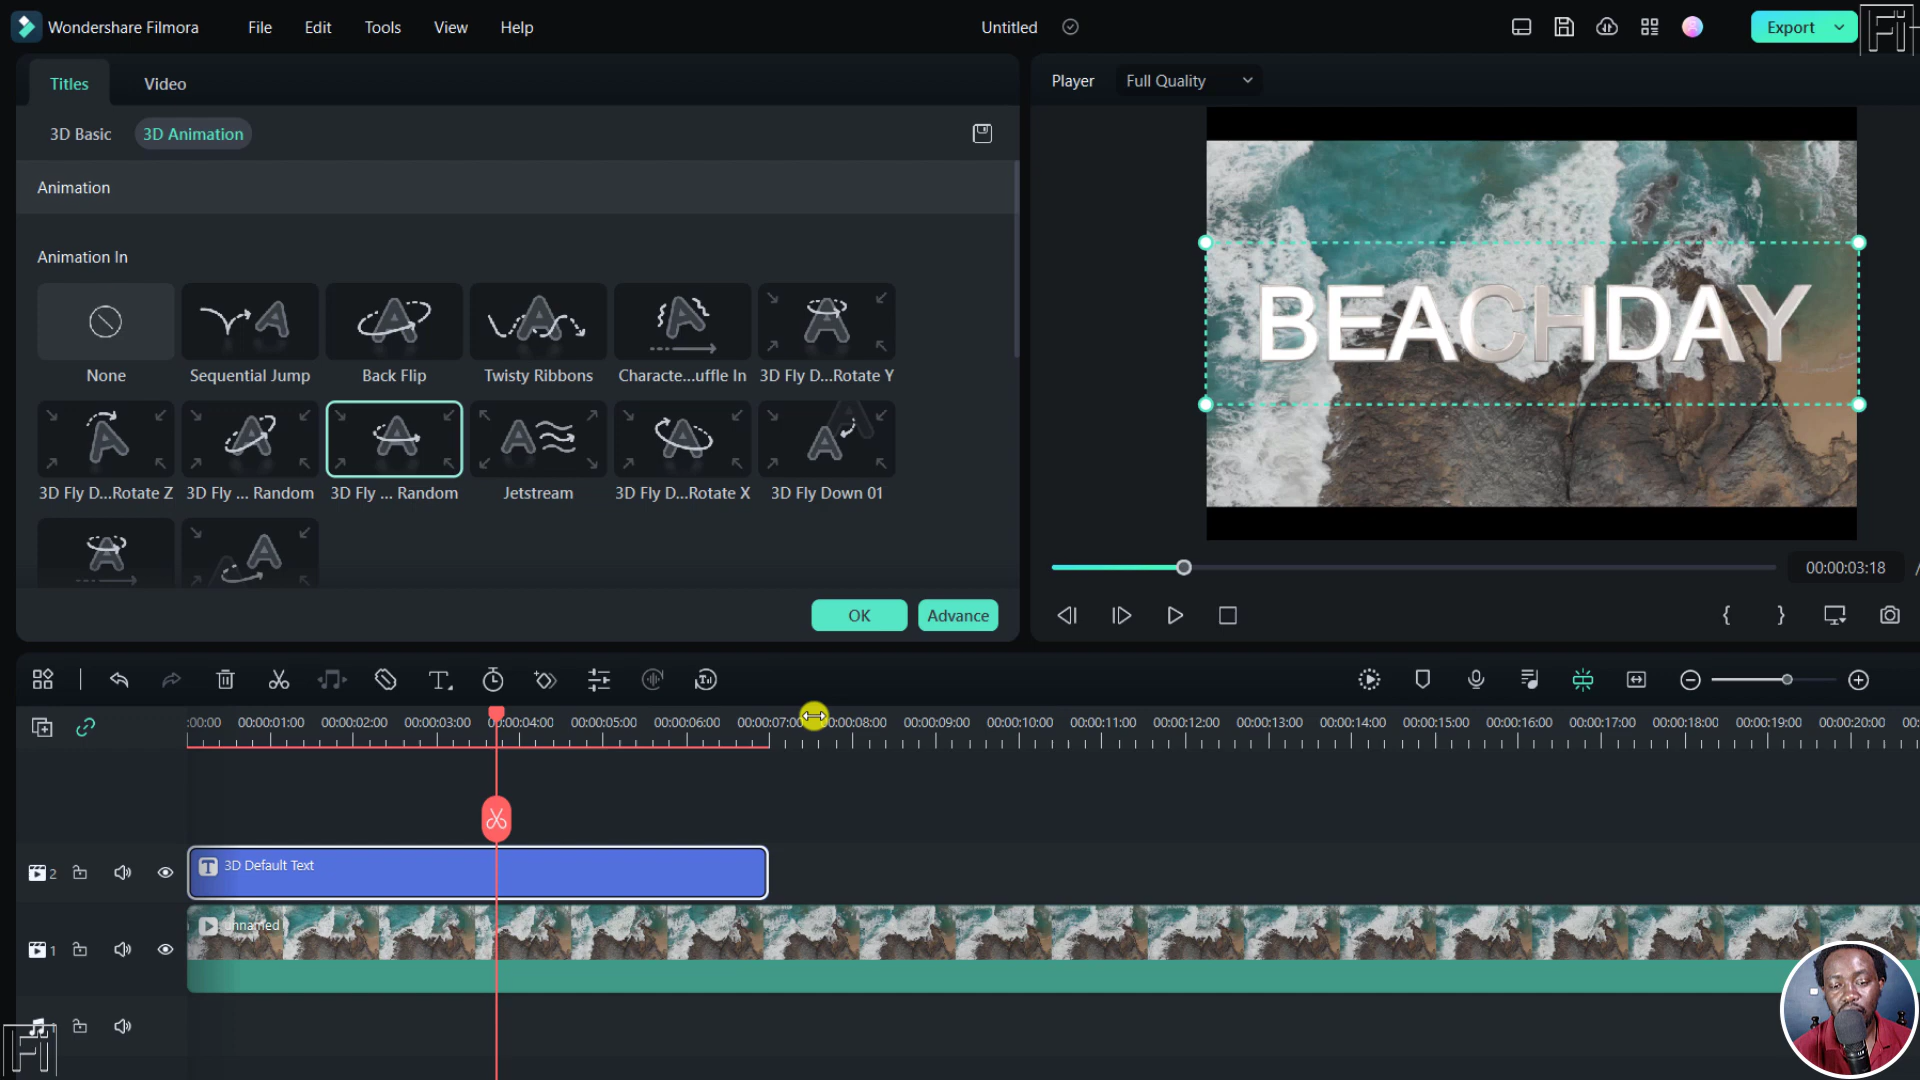 Wondershare Filmora File Edit Tools View Help Untitled Export Fi
Titles Video
Player Full Quality
3D Basic 3D Animation
Animation
Animation In
None Sequential Jump Back Flip Twisty Ribbons Characte...uffle In 3D Fly D...Rotate Y
3D Fly D...Rotate Z 3D Fly ... Random 3D Fly ... Random Jetstream 3D Fly D...Rotate X 3D Fly Down 01
OK Advance
BEACHDAY
00:00:03:18 /
{ }
:00:00 00:00:01:00 00:00:02:00 00:00:03:00 00:00:04:00 00:00:05:00 00:00:06:00 00:00:07:00 00:00:08:00 00:00:09:00 00:00:10:00 00:00:11:00 00:00:12:00 00:00:13:00 00:00:14:00 00:00:15:00 00:00:16:00 00:00:17:00 00:00:18:00 00:00:19:00 00:00:20:00 00:
2 T 3D Default Text
1 unnamed
1
Fi